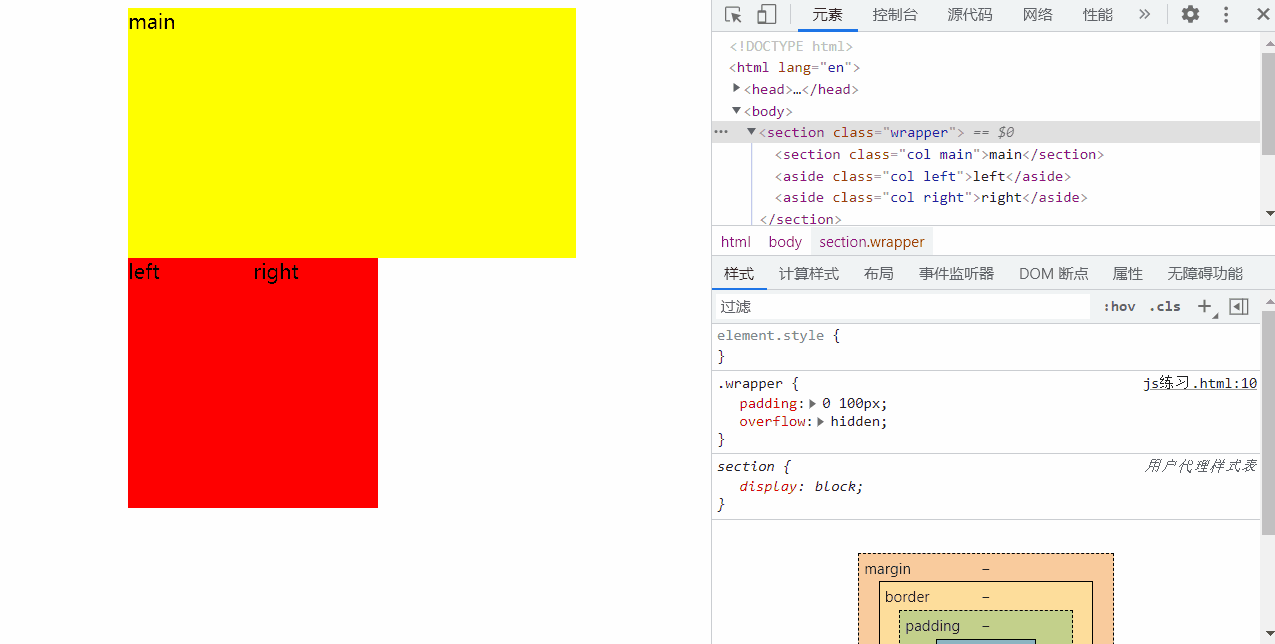 main
left right
元素 控制台 源代码 网络 性能 »
<!DOCTYPE html>
<html lang="en">
<head>…</head>
<body>
<section class="wrapper"> == $0
<section class="col main">main</section>
<aside class="col left">left</aside>
<aside class="col right">right</aside>
</section>
html body section.wrapper
样式 计算样式 布局 事件监听器 DOM 断点 属性 无障碍功能
过滤 :hov .cls +
element.style {
}
.wrapper { js练习.html:10
padding: 0 100px;
overflow: hidden;
}
section { 用户代理样式表
display: block;
}
margin –
border –
padding –